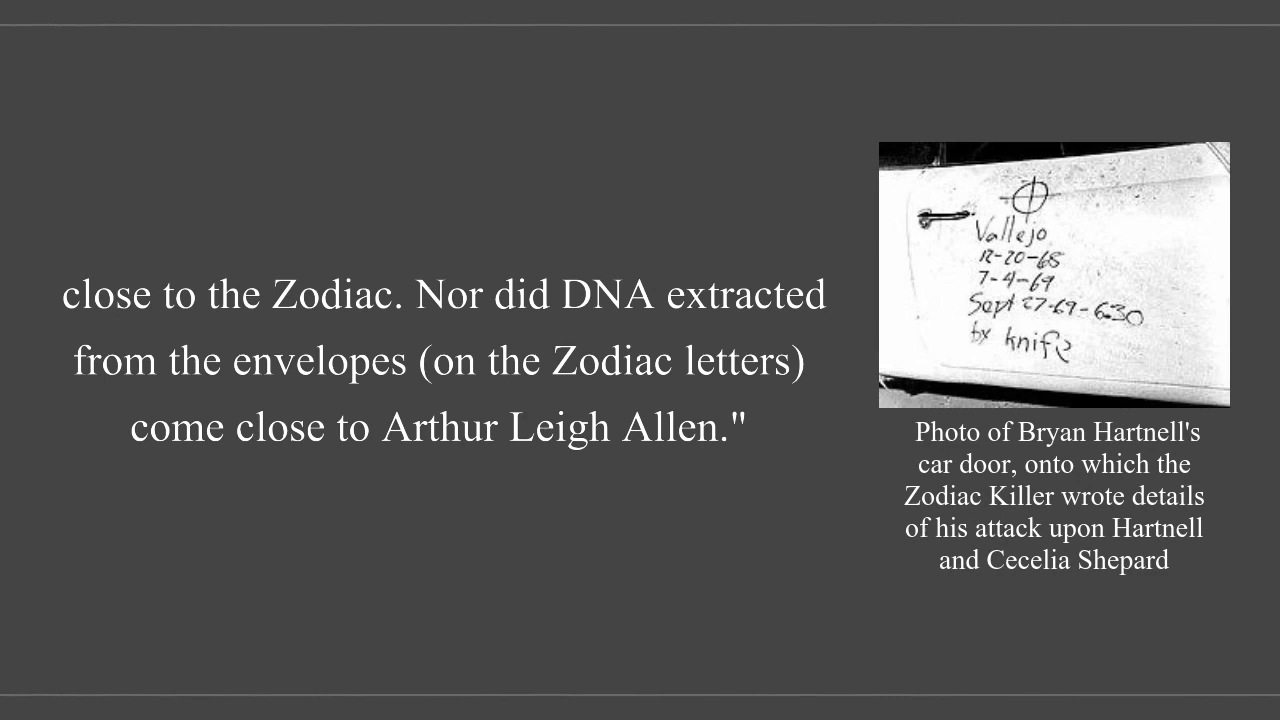 close to the Zodiac. Nor did DNA extracted
from the envelopes (on the Zodiac letters)
come close to Arthur Leigh Allen."
Vallejo
12-20-68
7-4-69
Sept 27-69-6:30
by knife
Photo of Bryan Hartnell's
car door, onto which the
Zodiac Killer wrote details
of his attack upon Hartnell
and Cecelia Shepard